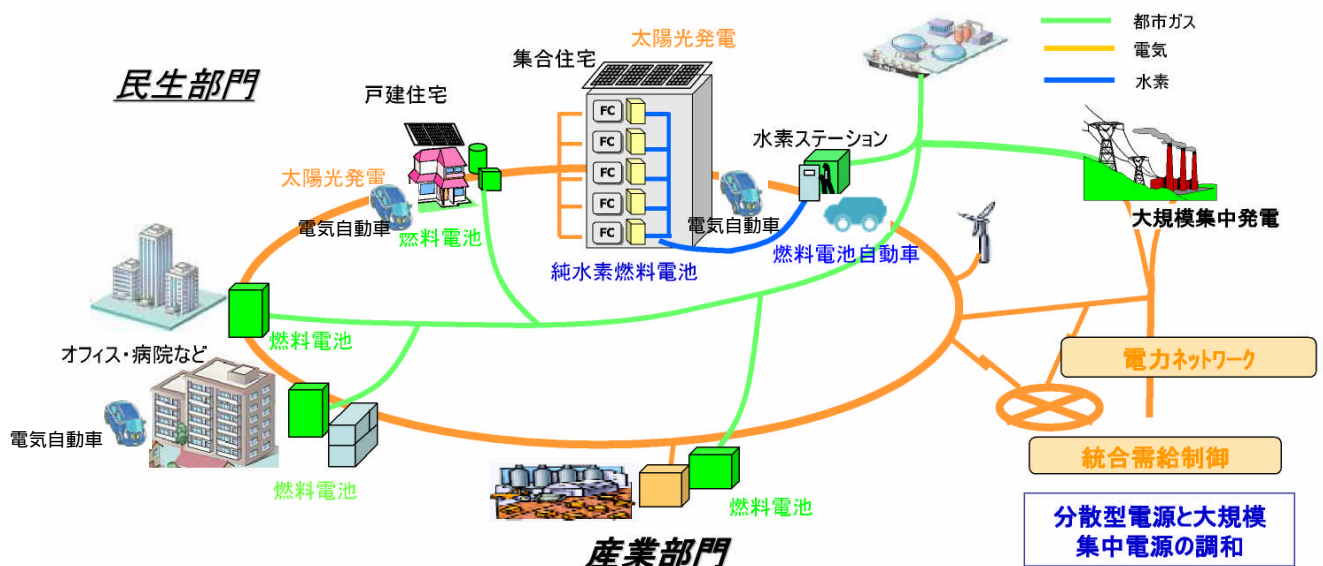 都市ガス
電気
水素
太陽光発電
集合住宅
民生部門
戸建住宅
FC
FC
FC
FC
FC
水素ステーション
太陽光発電
電気自動車
燃料電池
電気自動車
燃料電池自動車
純水素燃料電池
大規模集中発電
燃料電池
オフィス・病院など
電力ネットワーク
電気自動車
燃料電池
統合需給制御
燃料電池
産業部門
分散型電源と大規模
集中電源の調和